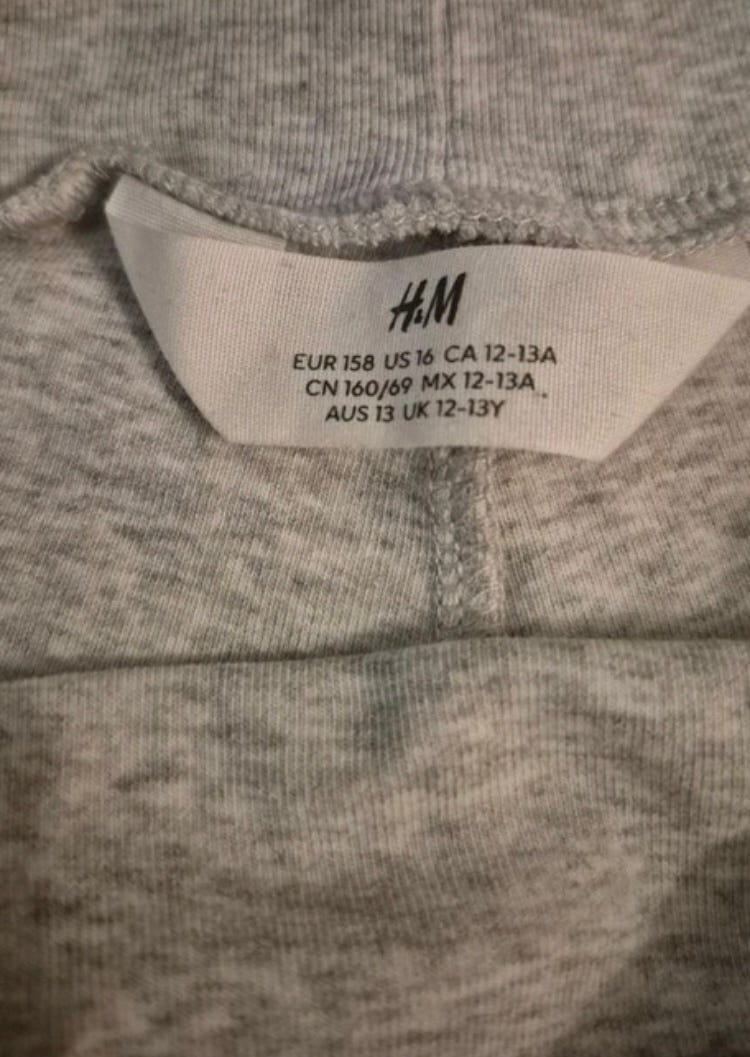 H&M
EUR 158 US 16 CA 12-13A
CN 160/69 MX 12-13A
AUS 13 UK 12-13Y